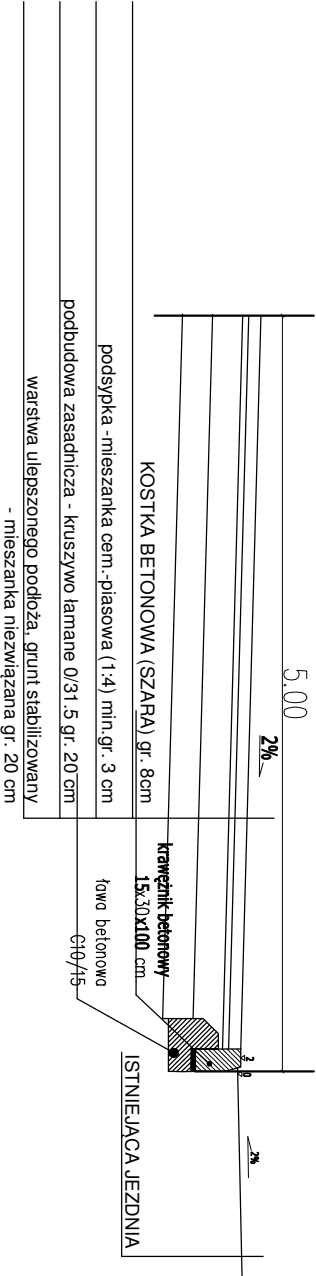 5.00
2%
KOSTKA BETONOWA (SZARA) gr. 8cm
podsypka -mieszanka cem.-piasowa (1:4) min.gr. 3 cm
podbudowa zasadnicza - kruszywo łamane 0/31.5 gr. 20 cm
warstwa ulepszonego podłoża, grunt stabilizowany
- mieszanka niezwiązana gr. 20 cm
krawężnik betonowy
15x30x100 cm
ława betonowa
C10/15
2
0
2%
ISTNIEJĄCA JEZDNIA